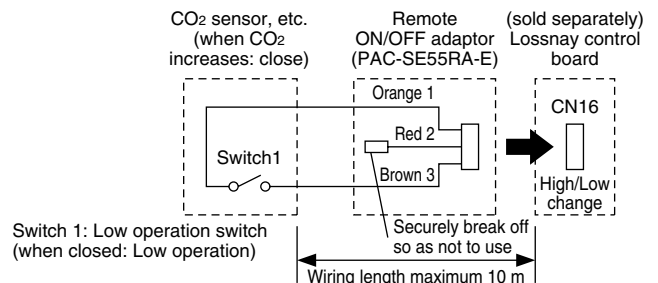 CO2 sensor, etc.
(when CO2
increases: close)
Remote
ON/OFF adaptor
(PAC-SE55RA-E)
(sold separately)
Lossnay control
board
Orange 1
CN16
Red 2
Switch1
Brown 3
High/Low
change
Switch 1: Low operation switch
(when closed: Low operation)
Securely break off
so as not to use
Wiring length maximum 10 m